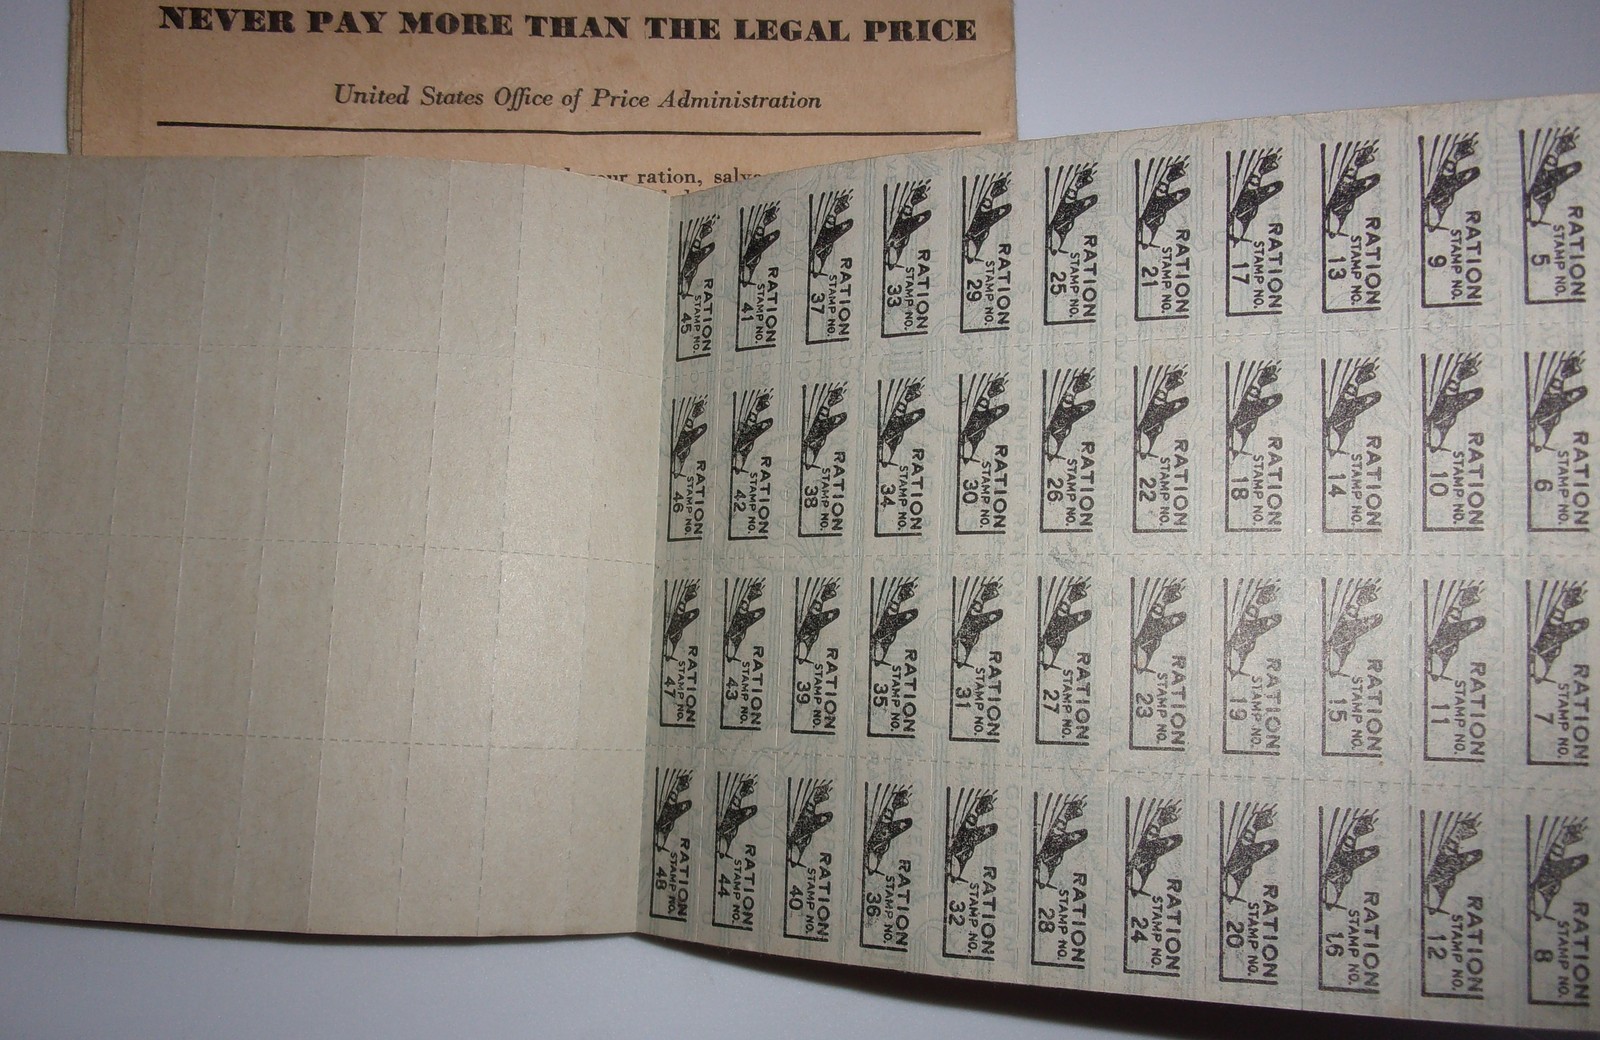 NEVER PAY MORE THAN THE LEGAL PRICE
United States Office of Price Administration
our ration, salva
RATION
STAMP NO.
45
RATION
STAMP NO.
41
RATION
STAMP NO.
37
RATION
STAMP NO.
33
RATION
STAMP NO.
29
RATION
STAMP NO.
25
RATION
STAMP NO.
21
RATION
STAMP NO.
17
RATION
STAMP NO.
13
RATION
STAMP NO.
9
RATION
STAMP NO.
5
RATION
STAMP NO.
46
RATION
STAMP NO.
42
RATION
STAMP NO.
38
RATION
STAMP NO.
34
RATION
STAMP NO.
30
RATION
STAMP NO.
26
RATION
STAMP NO.
22
RATION
STAMP NO.
18
RATION
STAMP NO.
14
RATION
STAMP NO.
10
RATION
STAMP NO.
6
RATION
STAMP NO.
47
RATION
STAMP NO.
43
RATION
STAMP NO.
39
RATION
STAMP NO.
35
RATION
STAMP NO.
31
RATION
STAMP NO.
27
RATION
STAMP NO.
23
RATION
STAMP NO.
19
RATION
STAMP NO.
15
RATION
STAMP NO.
11
RATION
STAMP NO.
7
RATION
STAMP NO.
48
RATION
STAMP NO.
44
RATION
STAMP NO.
40
RATION
STAMP NO.
36
RATION
STAMP NO.
32
RATION
STAMP NO.
28
RATION
STAMP NO.
24
RATION
STAMP NO.
20
RATION
STAMP NO.
16
RATION
STAMP NO.
12
RATION
STAMP NO.
8